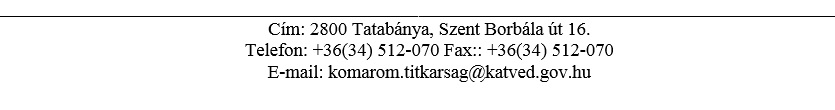 Cím: 2800 Tatabánya, Szent Borbála út 16.
Telefon: +36(34) 512-070 Fax:: +36(34) 512-070
E-mail: komarom.titkarsag@katved.gov.hu